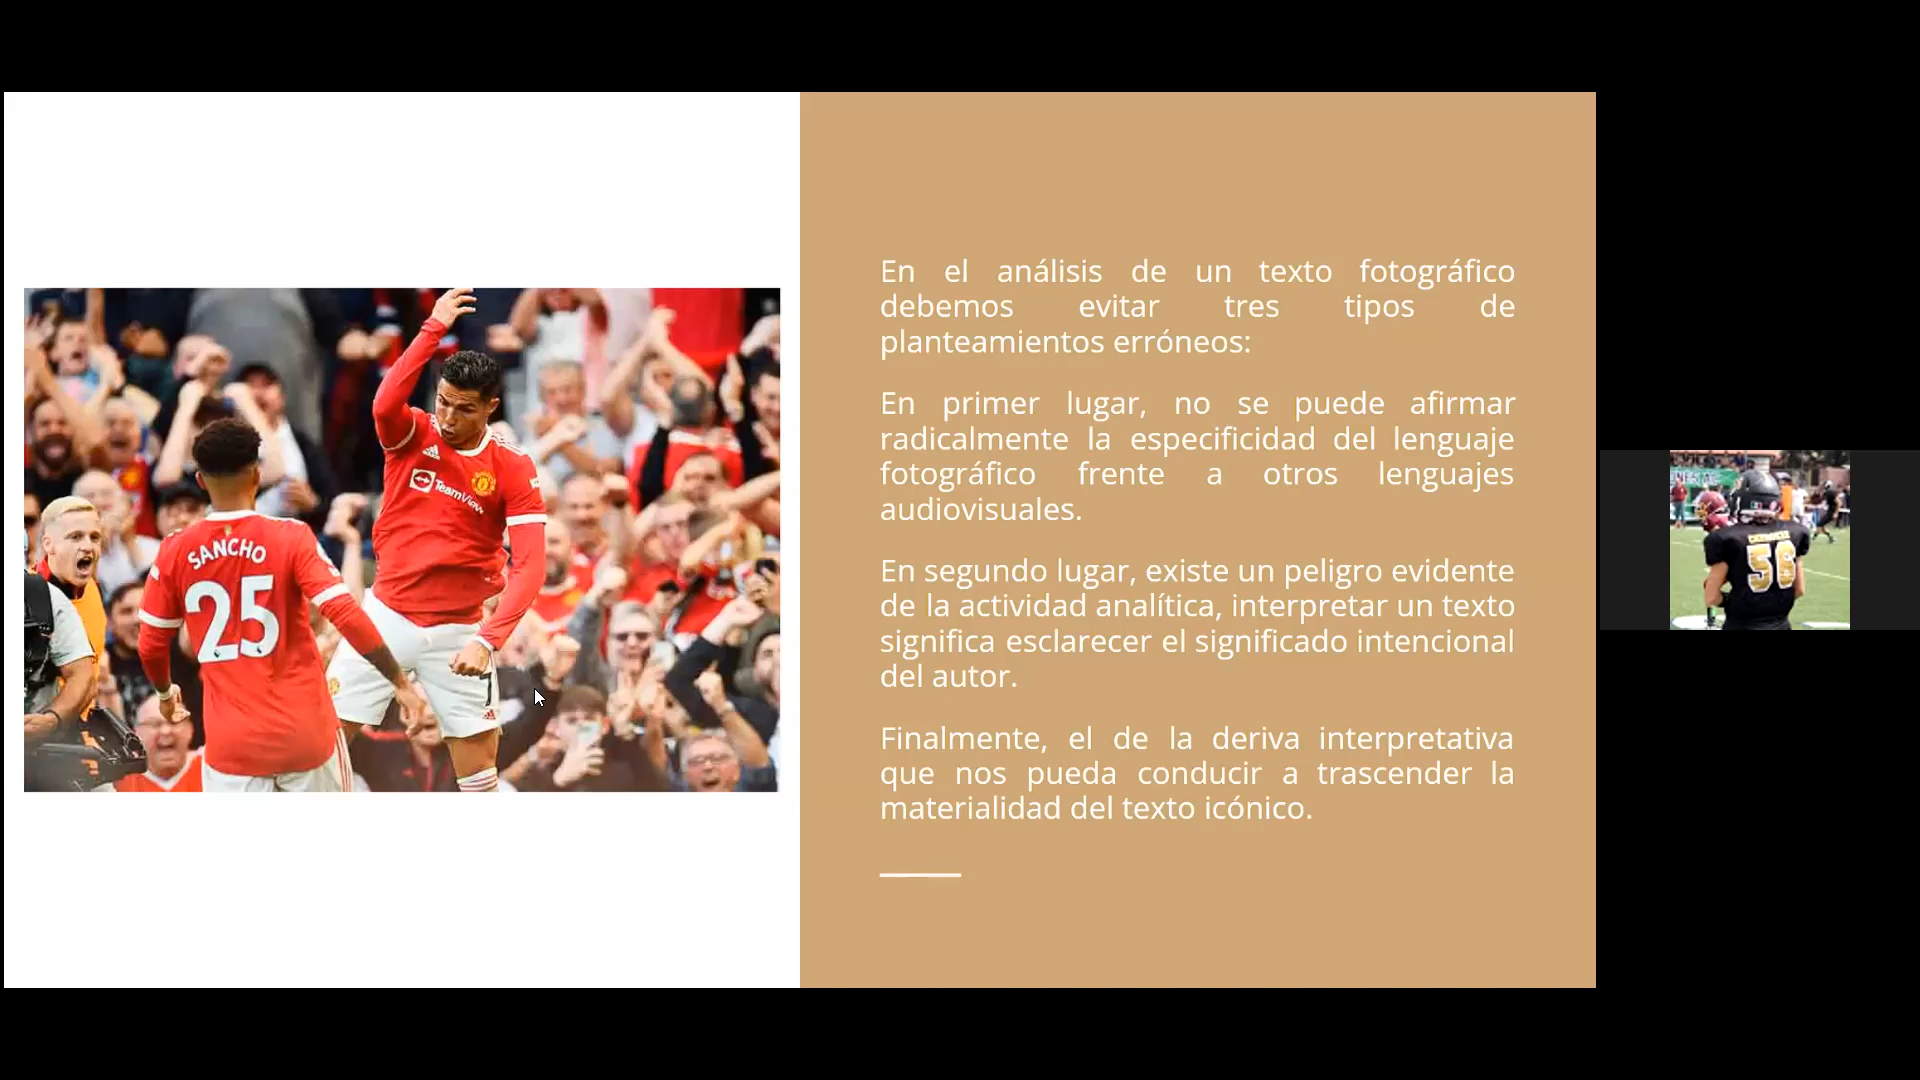 SANCHO
25
TeamView
7
En el análisis de un texto fotográfico
debemos evitar tres tipos de
planteamientos erróneos:
En primer lugar, no se puede afirmar
radicalmente la especificidad del lenguaje
fotográfico frente a otros lenguajes
audiovisuales.
En segundo lugar, existe un peligro evidente
de la actividad analítica, interpretar un texto
significa esclarecer el significado intencional
del autor.
Finalmente, el de la deriva interpretativa
que nos pueda conducir a trascender la
materialidad del texto icónico.
56